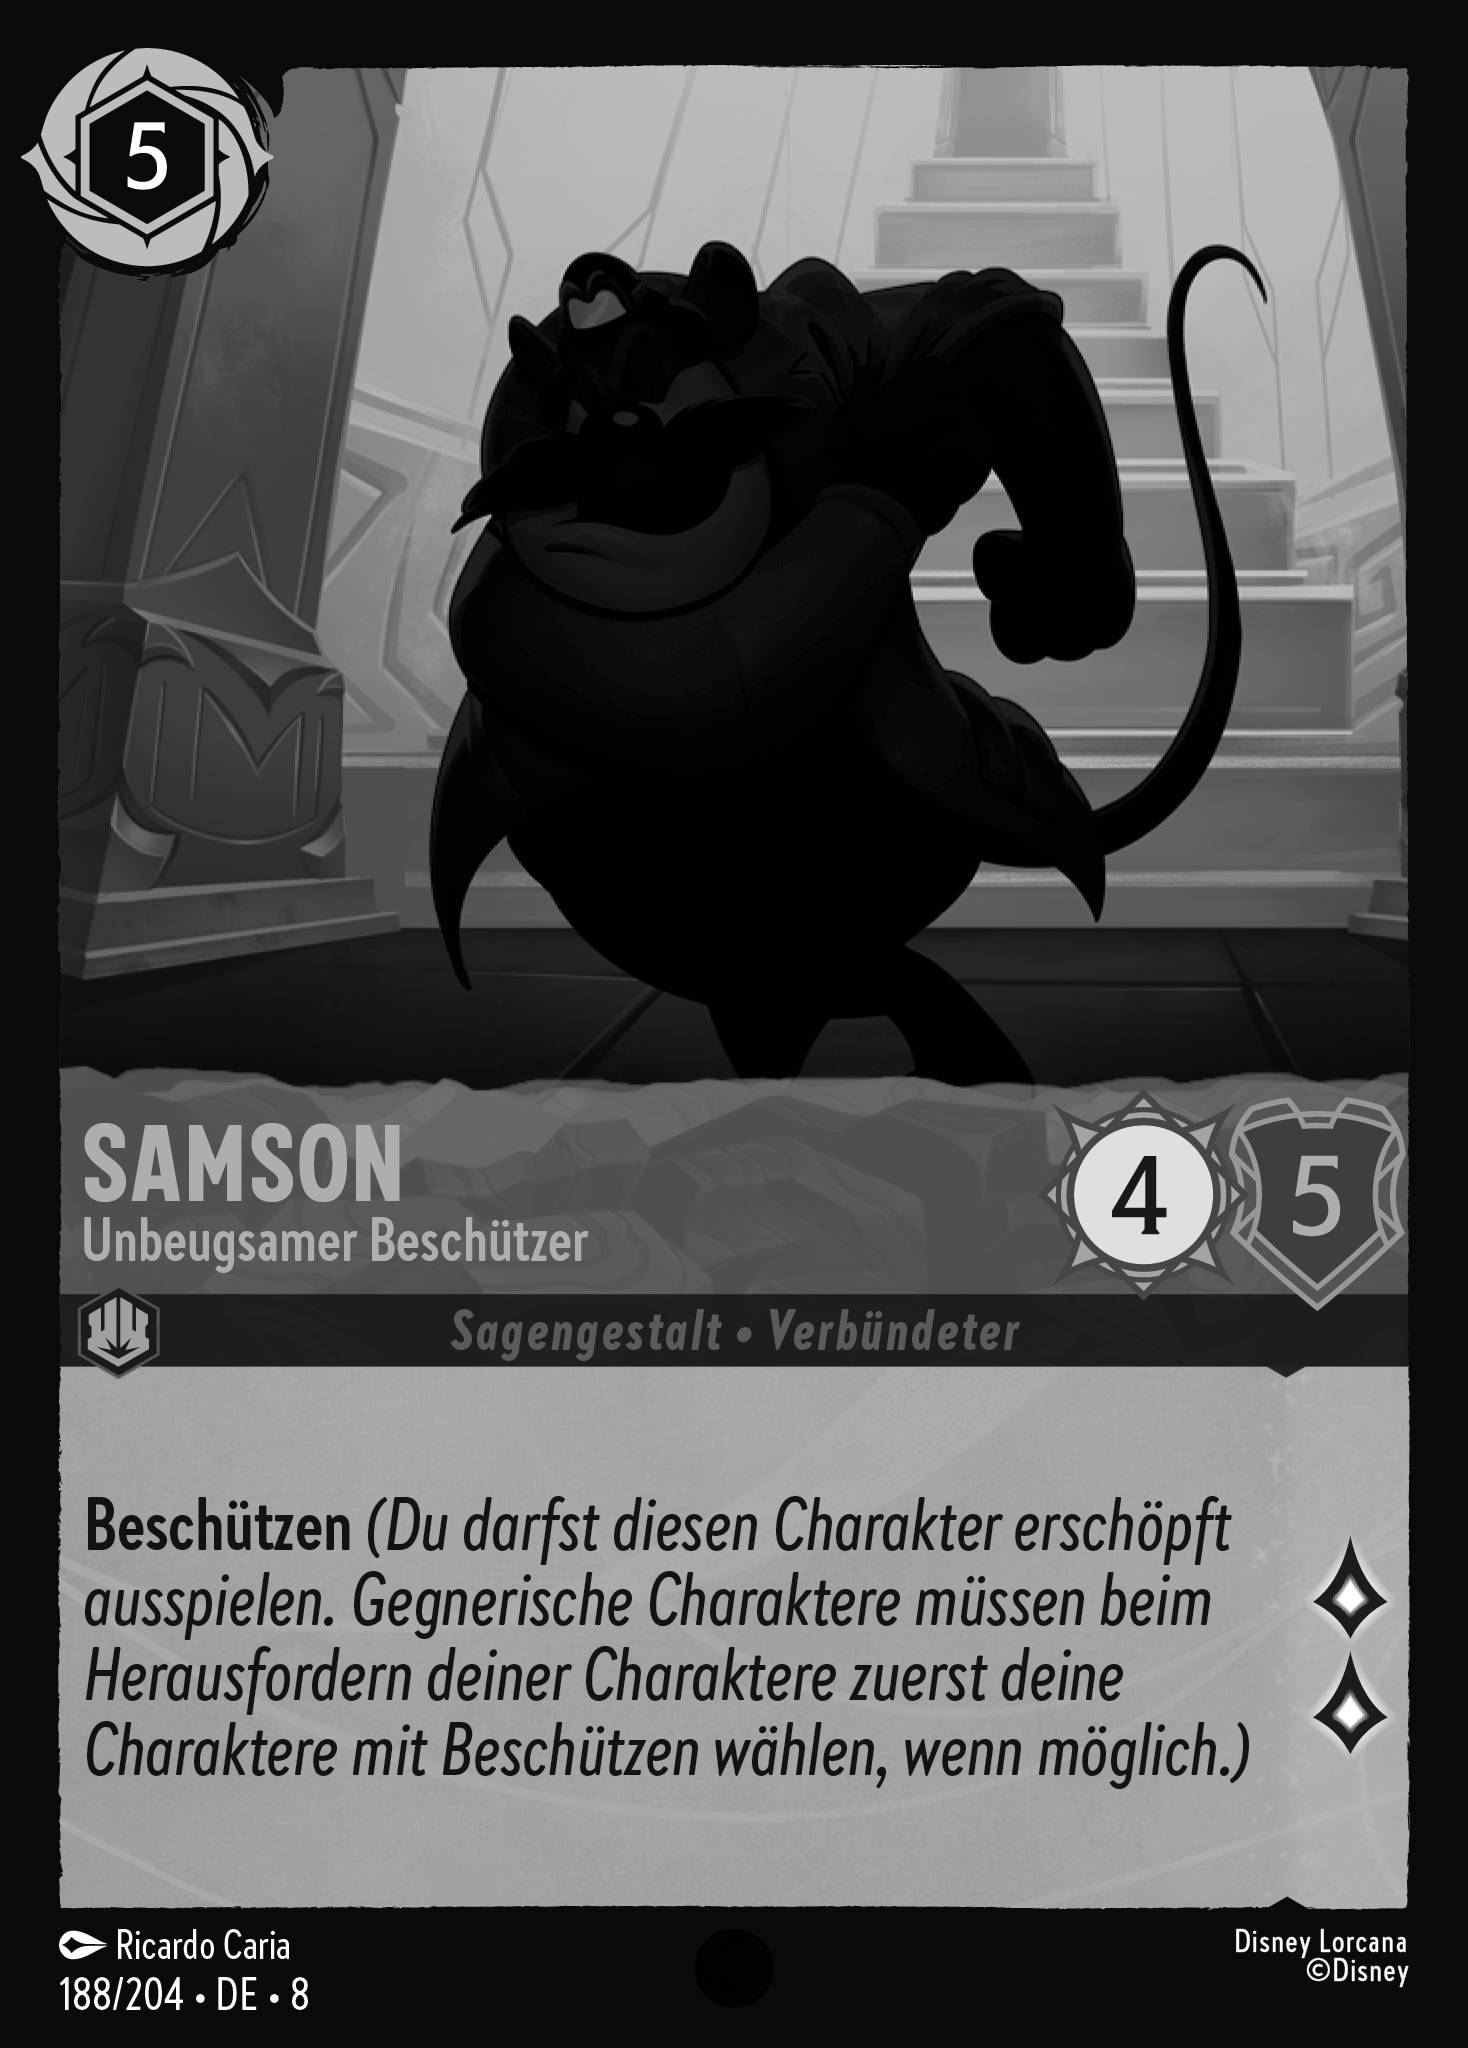 5
M
SAMSON
Unbeugsamer Beschützer
4 5
Sagengestalt • Verbündeter
Beschützen (Du darfst diesen Charakter erschöpft
ausspielen. Gegnerische Charaktere müssen beim
Herausfordern deiner Charaktere zuerst deine
Charaktere mit Beschützen wählen, wenn möglich.)
Ricardo Caria
188/204 • DE • 8
Disney Lorcana
©Disney